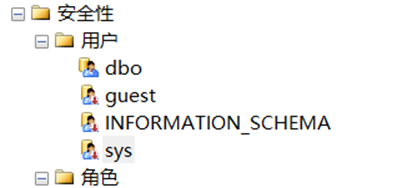 安全性
用户
dbo
guest
INFORMATION_SCHEMA
sys
角色